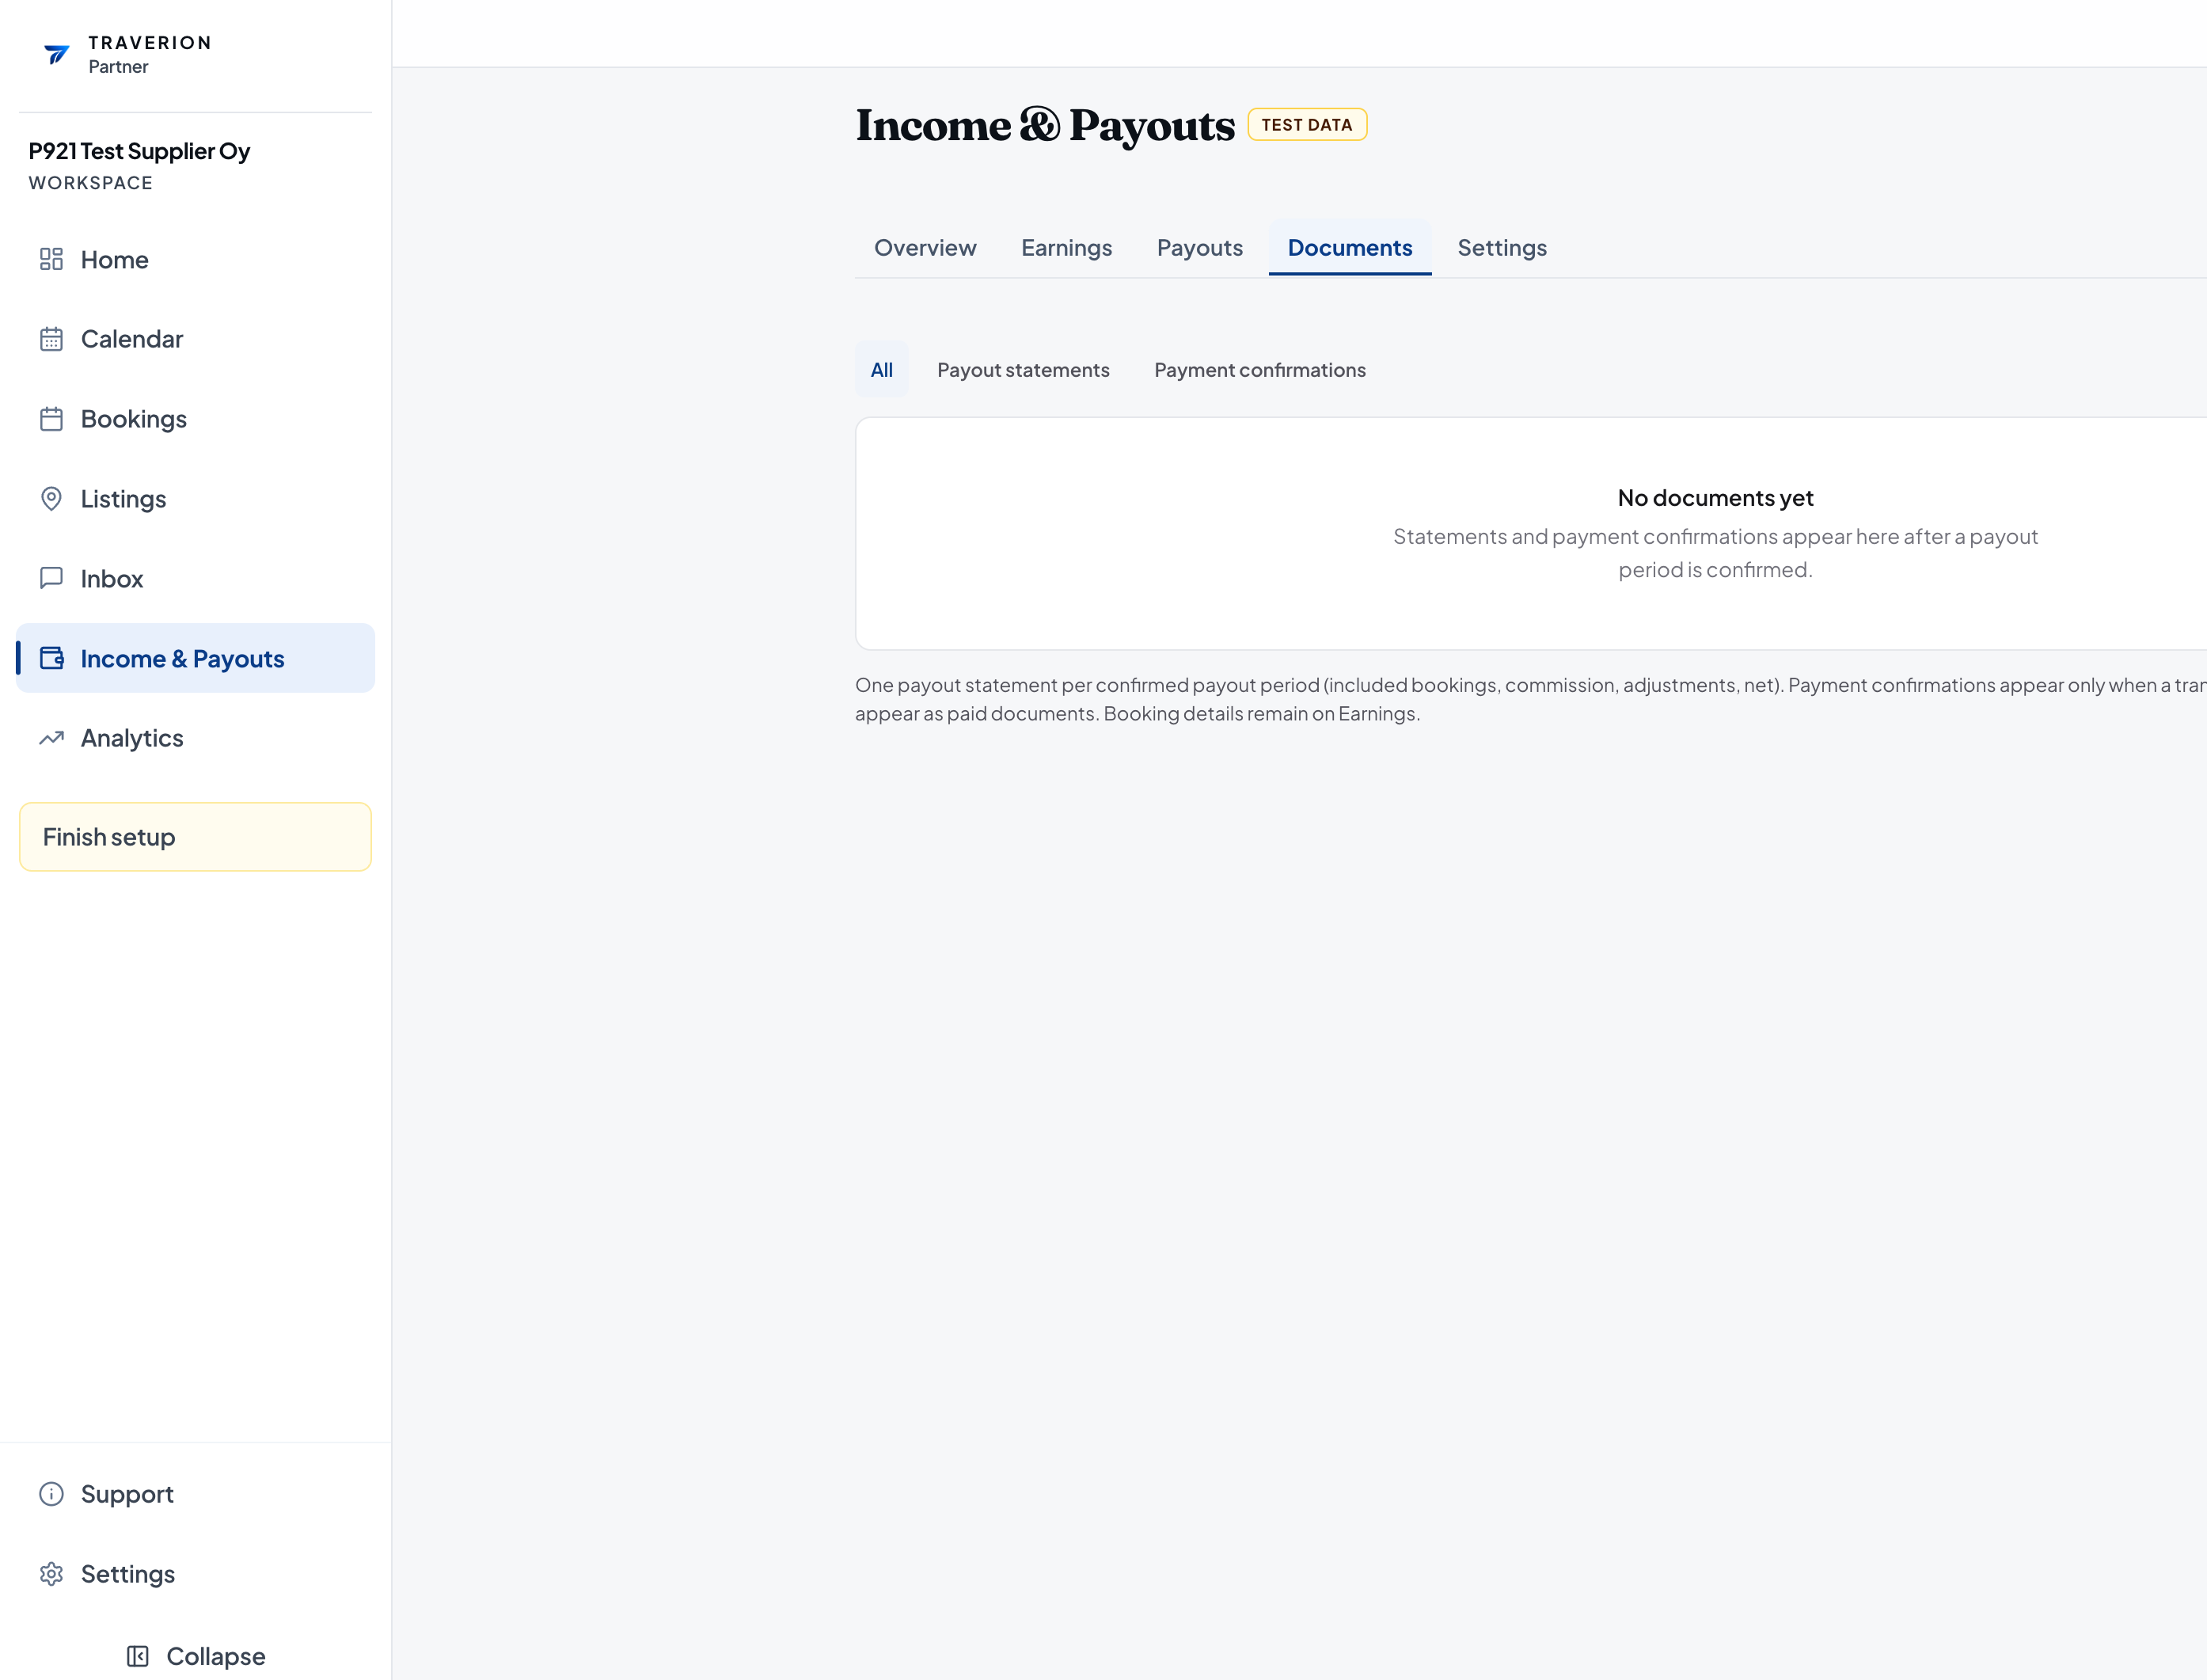 TRAVERION
Partner
P921 Test Supplier Oy
WORKSPACE
Home
Calendar
Bookings
Listings
Inbox
Income & Payouts
Analytics
Finish setup
Support
Settings
Collapse
Income & Payouts TEST DATA
Overview Earnings Payouts Documents Settings
All Payout statements Payment confirmations
No documents yet
Statements and payment confirmations appear here after a payout
period is confirmed.
One payout statement per confirmed payout period (included bookings, commission, adjustments, net). Payment confirmations appear only when a
appear as paid documents. Booking details remain on Earnings.